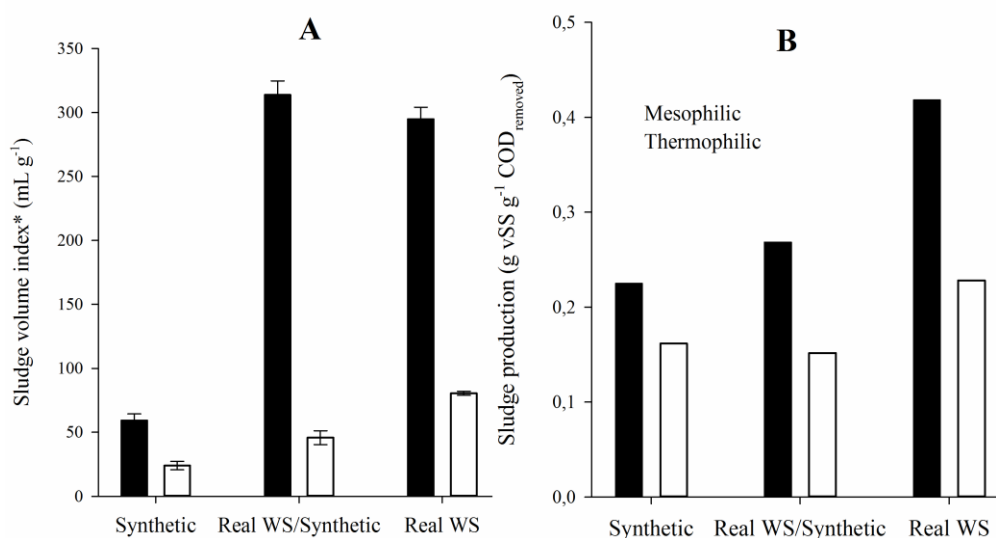 A
Sludge volume index* (mL g-1)
350
300
250
200
150
100
50
0
Synthetic
Real WS/Synthetic
Real WS
B
Sludge production (g vSS g-1 CODremoved)
Mesophilic
Thermophilic
0,5
0,4
0,3
0,2
0,1
0,0
Synthetic
Real WS/Synthetic
Real WS